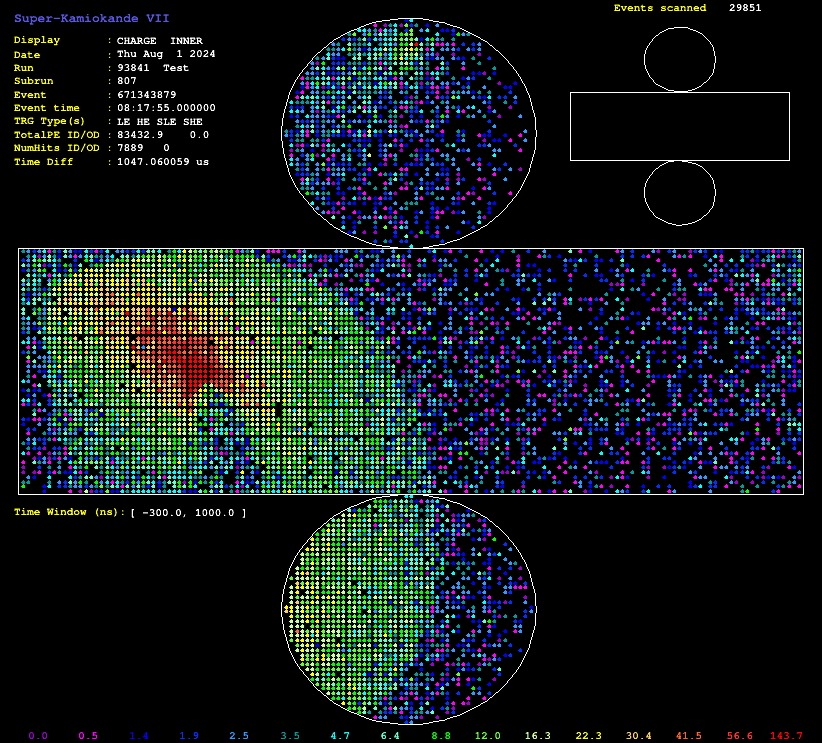 Super-Kamiokande VII
Events scanned 29851
Display : CHARGE INNER
Date : Thu Aug 1 2024
Run : 93841 Test
Subrun : 807
Event : 671343879
Event time : 08:17:55.000000
TRG Type(s) : LE HE SLE SHE
TotalPE ID/OD : 83432.9 0.0
NumHits ID/OD : 7889 0
Time Diff : 1047.060059 us
Time Window (ns): [ -300.0, 1000.0 ]
0.0 0.5 1.4 1.9 2.5 3.5 4.7 6.4 8.8 12.0 16.3 22.3 30.4 41.5 56.6 143.7